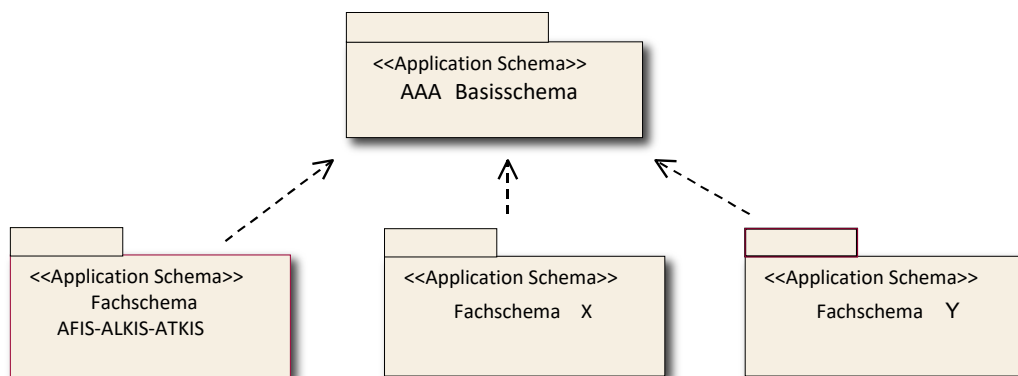 <<Application Schema>>
AAA Basisschema
<<Application Schema>>
Fachschema
AFIS-ALKIS-ATKIS
<<Application Schema>>
Fachschema X
<<Application Schema>>
Fachschema Y